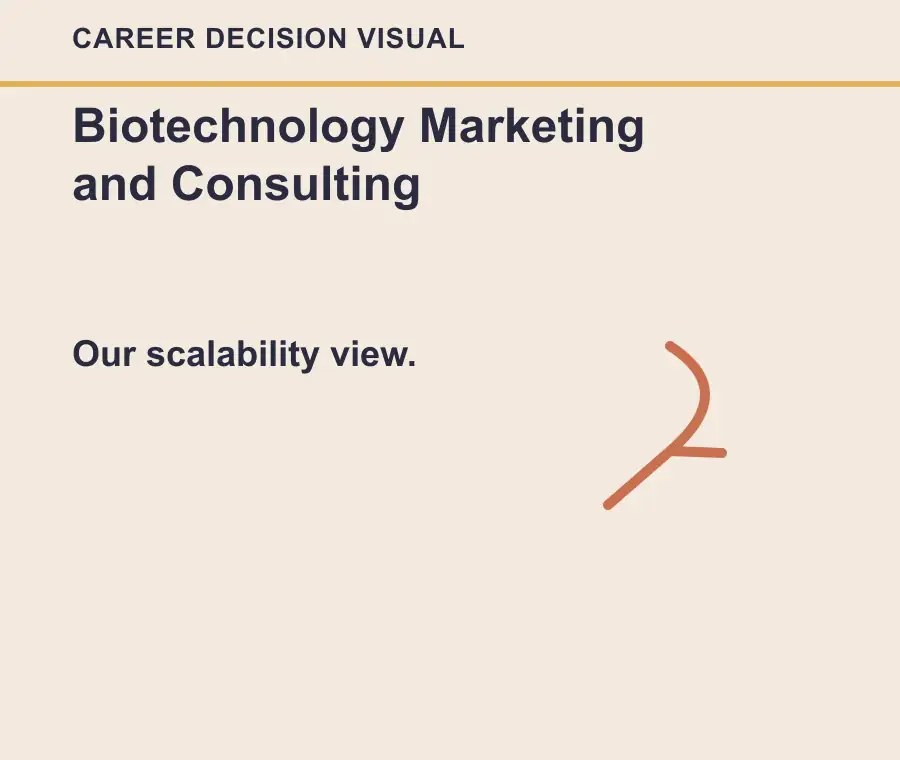 CAREER DECISION VISUAL
Biotechnology Marketing
and Consulting
Our scalability view.